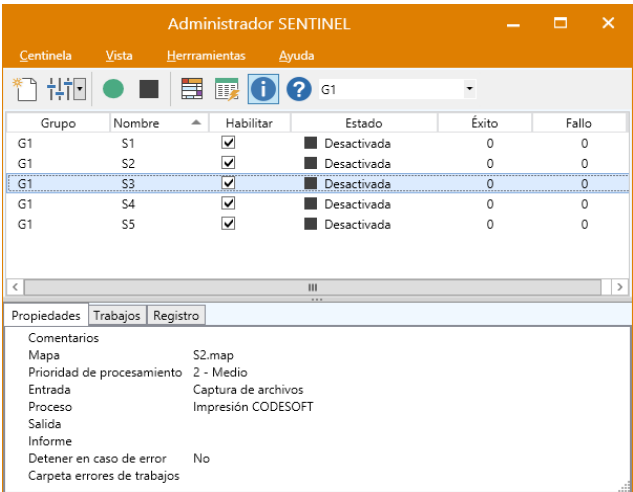 Administrador SENTINEL
Centinela Vista Herrramientas Ayuda
G1
Grupo Nombre Habilitar Estado Éxito Fallo
G1 S1 Desactivada 0 0
G1 S2 Desactivada 0 0
G1 S3 Desactivada 0 0
G1 S4 Desactivada 0 0
G1 S5 Desactivada 0 0
Propiedades Trabajos Registro
Comentarios
Mapa S2.map
Prioridad de procesamiento 2 - Medio
Entrada Captura de archivos
Proceso Impresión CODESOFT
Salida
Informe
Detener en caso de error No
Carpeta errores de trabajos